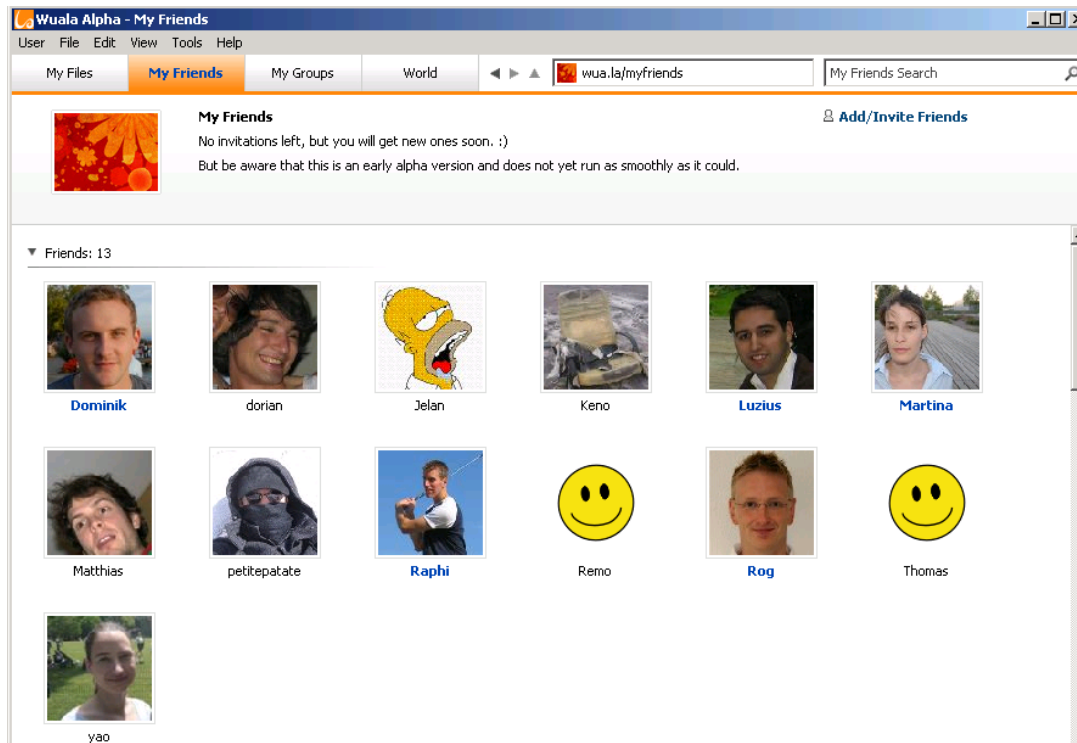 Wuala Alpha - My Friends
User File Edit View Tools Help
My Files My Friends My Groups World wua.la/myfriends My Friends Search
My Friends
Add/Invite Friends
No invitations left, but you will get new ones soon. :)
But be aware that this is an early alpha version and does not yet run as smoothly as it could.
Friends: 13
Dominik dorian Jelan Keno Luzius Martina
Matthias petitepatate Raphi Remo Rog Thomas
yao